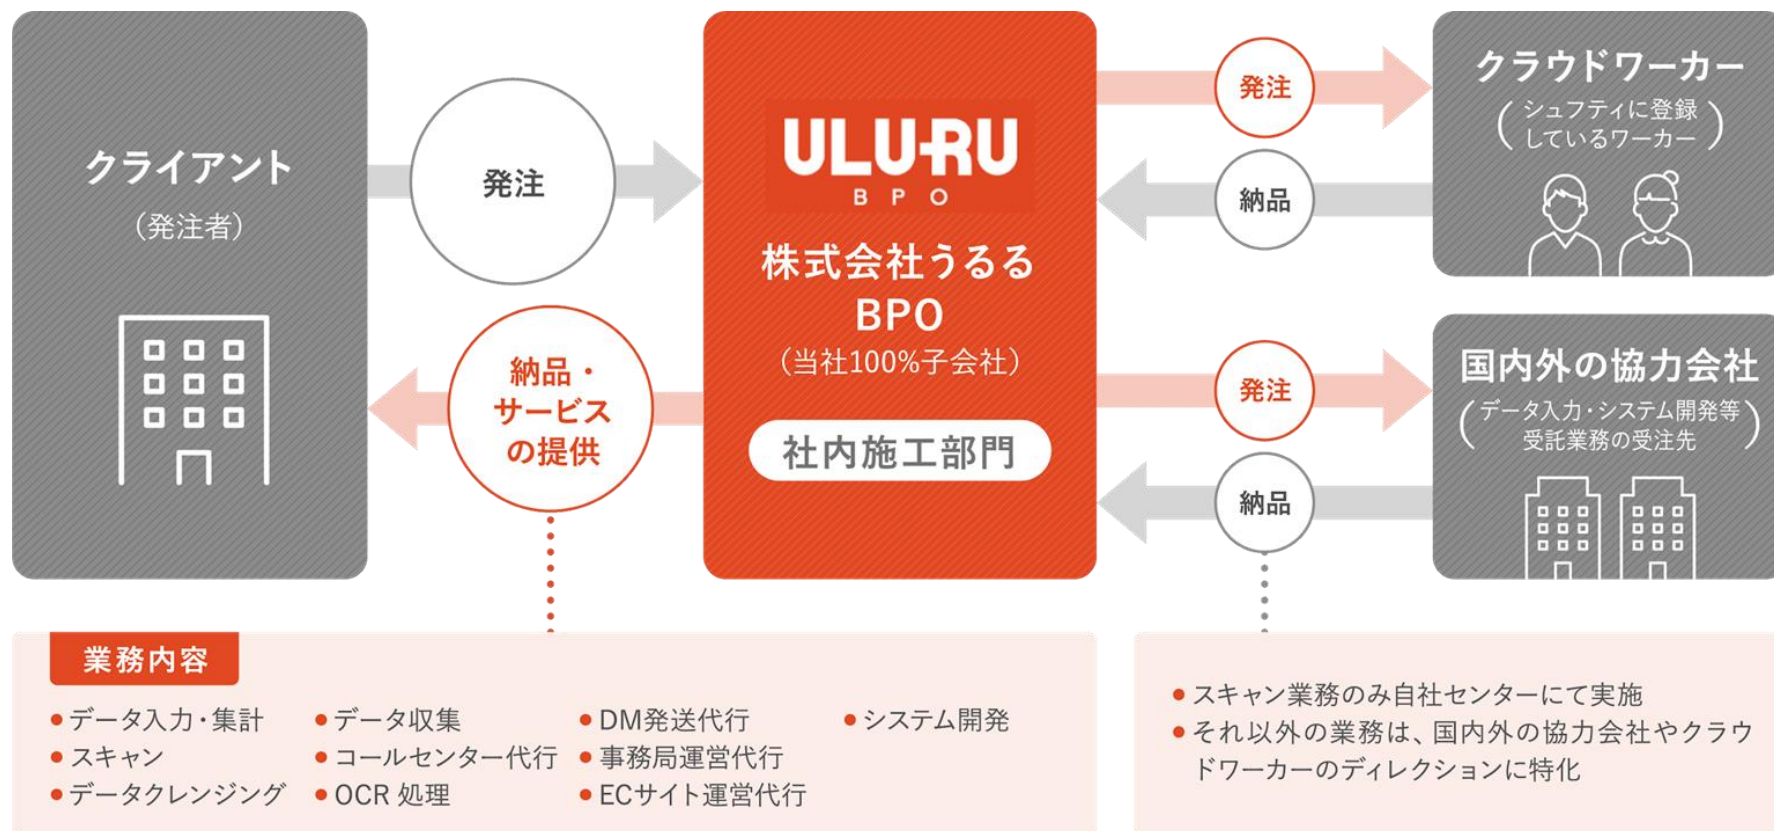 クライアント
（発注者）
発注
納品・
サービス
の提供
ULURU
BPO
株式会社うるる
BPO
（当社100%子会社）
社内施工部門
発注
納品
クラウドワーカー
（シュフティに登録
しているワーカー）
発注
納品
国内外の協力会社
（データ入力・システム開発等
受託業務の受注先）
業務内容
● データ入力・集計
● スキャン
● データクレンジング
● データ収集
● コールセンター代行
● OCR 処理
● DM発送代行
● 事務局運営代行
● ECサイト運営代行
● システム開発
● スキャン業務のみ自社センターにて実施
● それ以外の業務は、国内外の協力会社やクラウ
ドワーカーのディレクションに特化